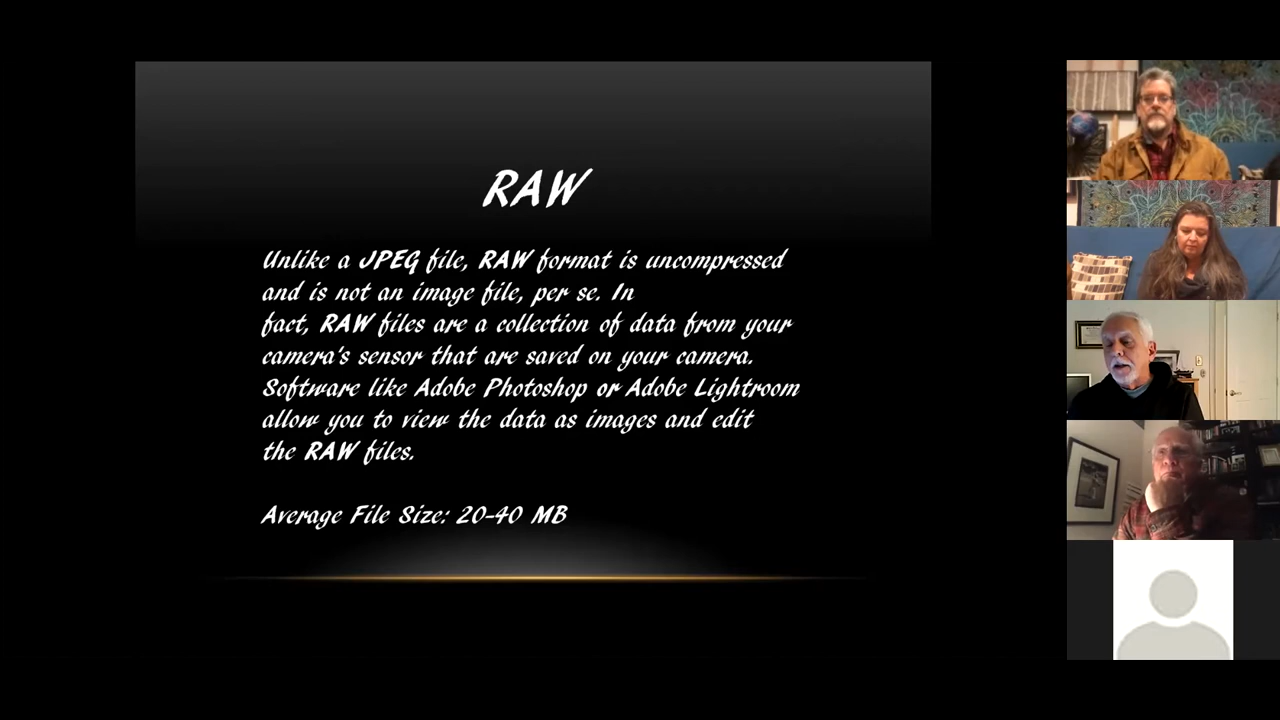 RAW
Unlike a JPEG file, RAW format is uncompressed
and is not an image file, per se. In
fact, RAW files are a collection of data from your
camera's sensor that are saved on your camera.
Software like Adobe Photoshop or Adobe Lightroom
allow you to view the data as images and edit
the RAW files.
Average File Size: 20-40 MB